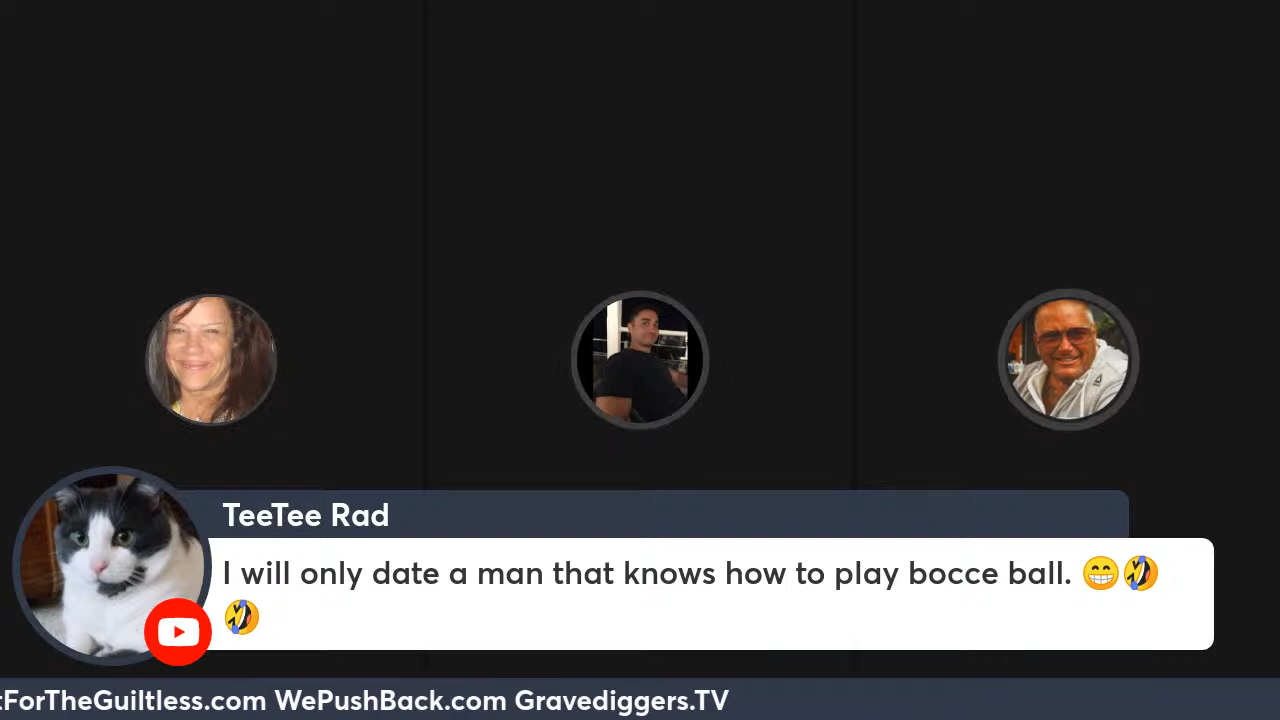 TeeTee Rad
I will only date a man that knows how to play bocce ball. 😁🤣
🤣
ForTheGuiltless.com WePushBack.com Gravediggers.TV